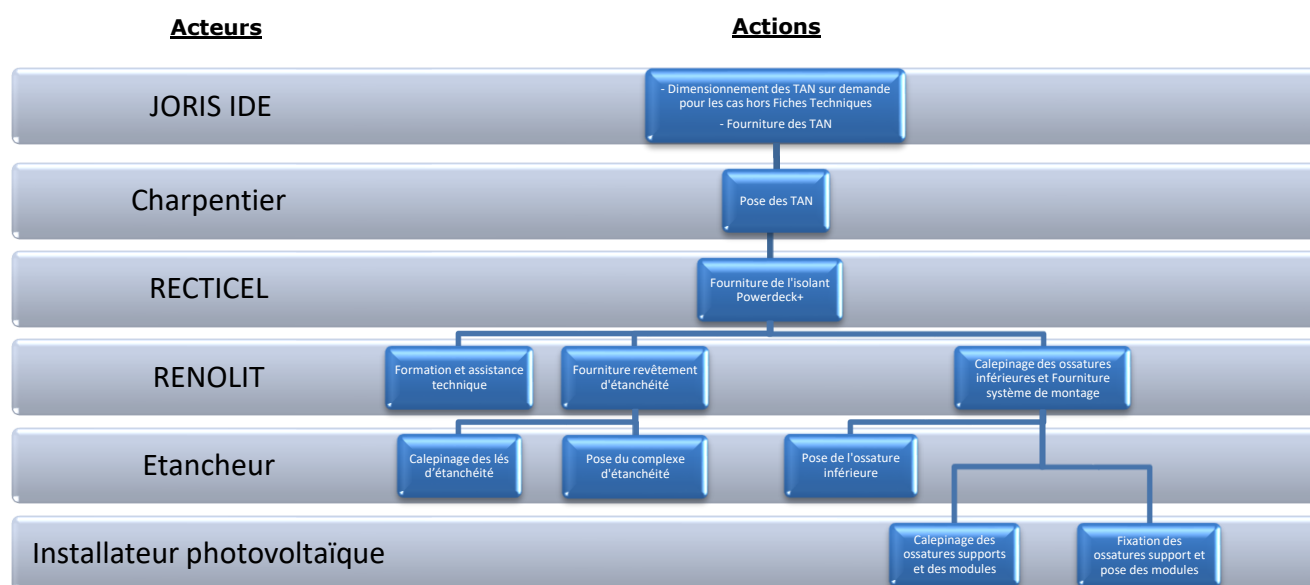 Acteurs
Actions
JORIS IDE
- Dimensionnement des TAN sur demande
pour les cas hors Fiches Techniques
- Fourniture des TAN
Charpentier
Pose des TAN
RECTICEL
Fourniture de l'isolant
Powerdeck+
RENOLIT
Formation et assistance
technique
Fourniture revêtement
d'étanchéité
Calepinage des ossatures
inférieures et Fourniture
système de montage
Etancheur
Calepinage des lés
d’étanchéité
Pose du complexe
d'étanchéité
Pose de l'ossature
inférieure
Installateur photovoltaïque
Calepinage des
ossatures supports
et des modules
Fixation des
ossatures support et
pose des modules